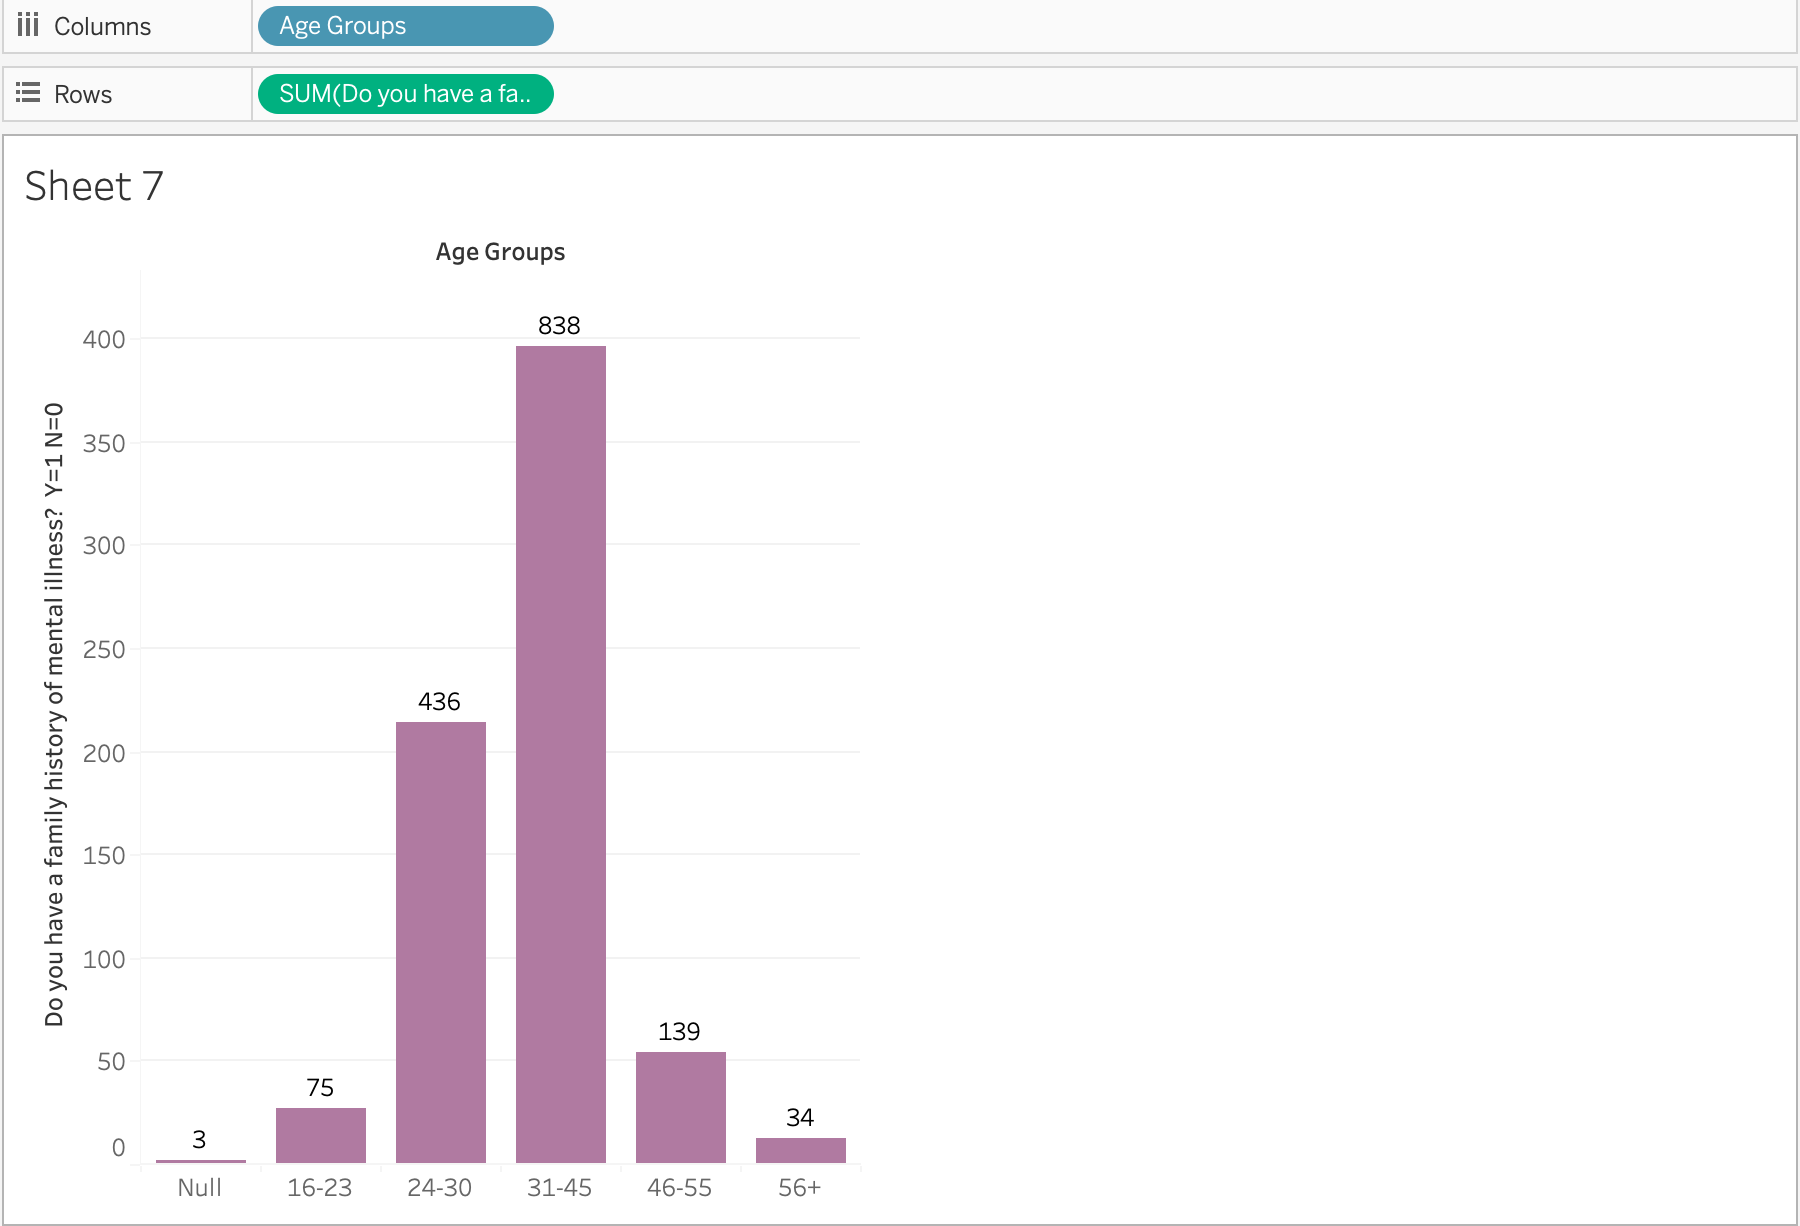 Columns
Age Groups
Rows
SUM(Do you have a fa..
Sheet 7
Age Groups
Do you have a family history of mental illness?  Y=1 N=0
400
350
300
250
200
150
100
50
0
3
75
436
838
139
34
Null
16-23
24-30
31-45
46-55
56+